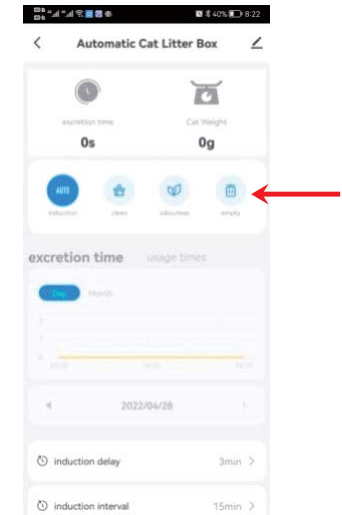 40% 8:22
Automatic Cat Litter Box
excretion time Cat Weight
0s 0g
AUTO
induction clean odourless empty
excretion time usage times
Day Month
0
2022/04/28
induction delay 3min
induction interval 15min